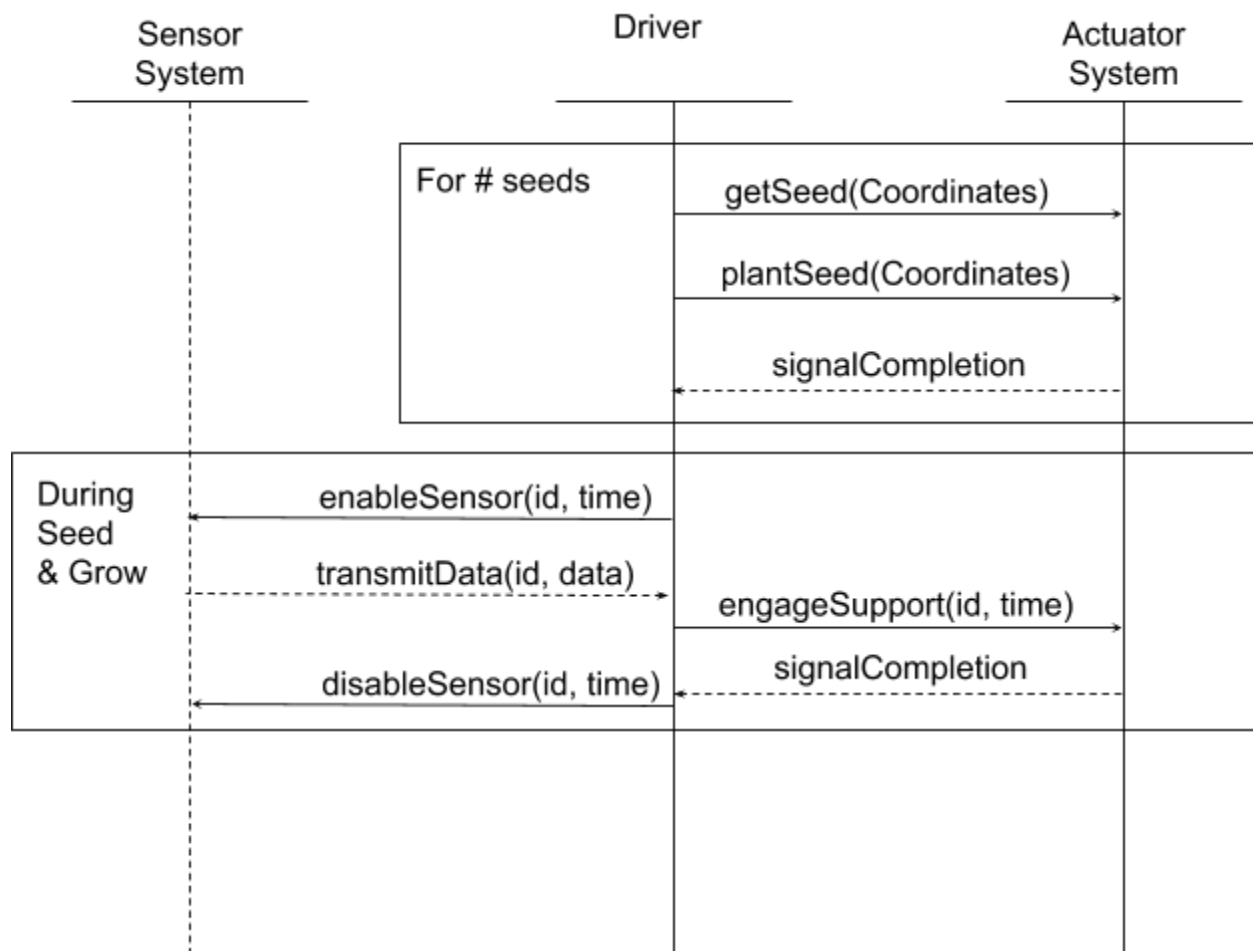 Sensor
System
Driver
Actuator
System
For # seeds
getSeed(Coordinates)
plantSeed(Coordinates)
signalCompletion
During
Seed
& Grow
enableSensor(id, time)
transmitData(id, data)
engageSupport(id, time)
signalCompletion
disableSensor(id, time)